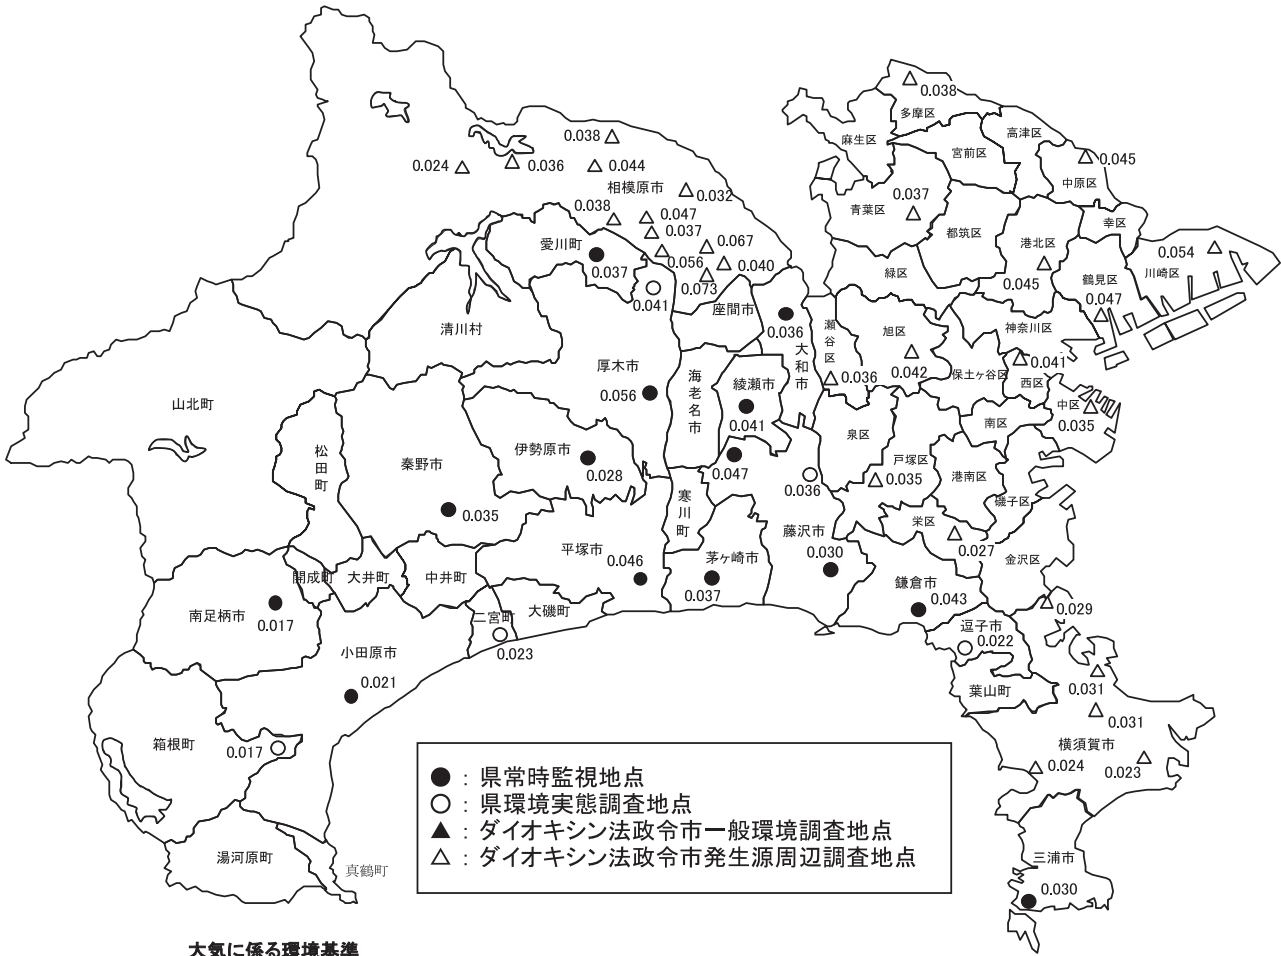 0.038
多摩区
高津区
麻生区
宮前区
0.038
0.024
0.036
0.044
0.045
中原区
相模原市
0.032
0.037
青葉区
0.038
0.047
0.037
愛川町
都筑区
港北区
幸区
0.067
0.056
0.040
0.054
川崎区
0.037
0.073
緑区
0.045
鶴見区
0.047
0.041
座間市
清川村
0.036
瀬谷区
旭区
神奈川区
大和市
0.041
厚木市
海老名市
綾瀬市
0.036
0.042
保土ヶ谷区
西区
0.056
山北町
0.041
中区
0.035
南区
泉区
伊勢原市
松田町
秦野市
0.028
0.047
0.036
戸塚区
0.035
港南区
磯子区
寒川町
0.035
栄区
藤沢市
0.027
金沢区
平塚市
0.046
茅ヶ崎市
0.030
開成町
大井町
中井町
0.037
鎌倉市
0.043
南足柄市
0.017
二宮町
大磯町
0.029
逗子市
0.022
0.023
小田原市
0.021
葉山町
0.031
0.031
箱根町
0.017
横須賀市
0.024
0.023
● : 県常時監視地点
○ : 県環境実態調査地点
▲ : ダイオキシン法政令市一般環境調査地点
△ : ダイオキシン法政令市発生源周辺調査地点
湯河原町
真鶴町
三浦市
0.030
大気に係る環境基準